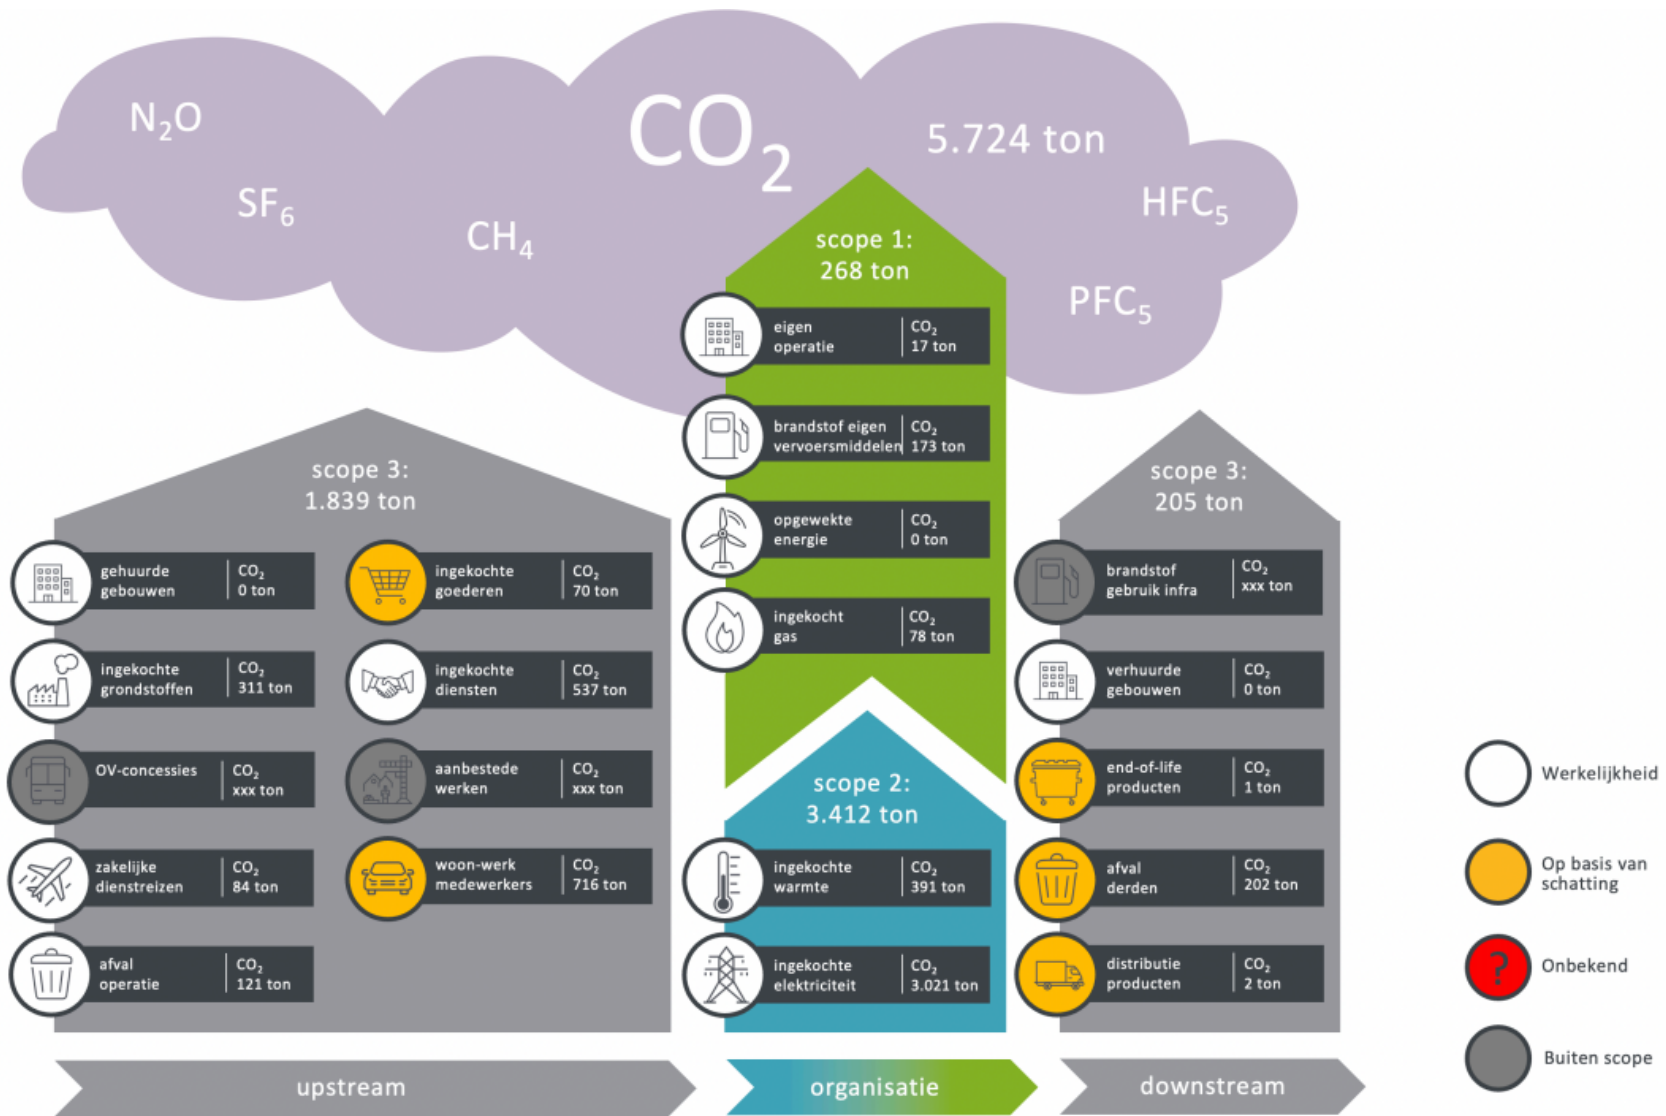 N₂O
SF₆
CH₄
CO₂
5.724 ton
HFC₅
PFC₅
scope 1:
268 ton
eigen
operatie
CO₂
17 ton
brandstof eigen
vervoersmiddelen
CO₂
173 ton
opgewekte
energie
CO₂
0 ton
ingekocht
gas
CO₂
78 ton
scope 2:
3.412 ton
ingekochte
warmte
CO₂
391 ton
ingekochte
elektriciteit
CO₂
3.021 ton
scope 3:
1.839 ton
gehuurde
gebouwen
CO₂
0 ton
ingekochte
goederen
CO₂
70 ton
ingekochte
grondstoffen
CO₂
311 ton
ingekochte
diensten
CO₂
537 ton
OV-concessies
CO₂
xxx ton
aanbestede
werken
CO₂
xxx ton
zakelijke
dienstreizen
CO₂
84 ton
woon-werk
medewerkers
CO₂
716 ton
afval
operatie
CO₂
121 ton
scope 3:
205 ton
brandstof
gebruik infra
CO₂
xxx ton
verhuurde
gebouwen
CO₂
0 ton
end-of-life
producten
CO₂
1 ton
afval
derden
CO₂
202 ton
distributie
producten
CO₂
2 ton
upstream
organisatie
downstream
Werkelijkheid
Op basis van
schatting
?
Onbekend
Buiten scope